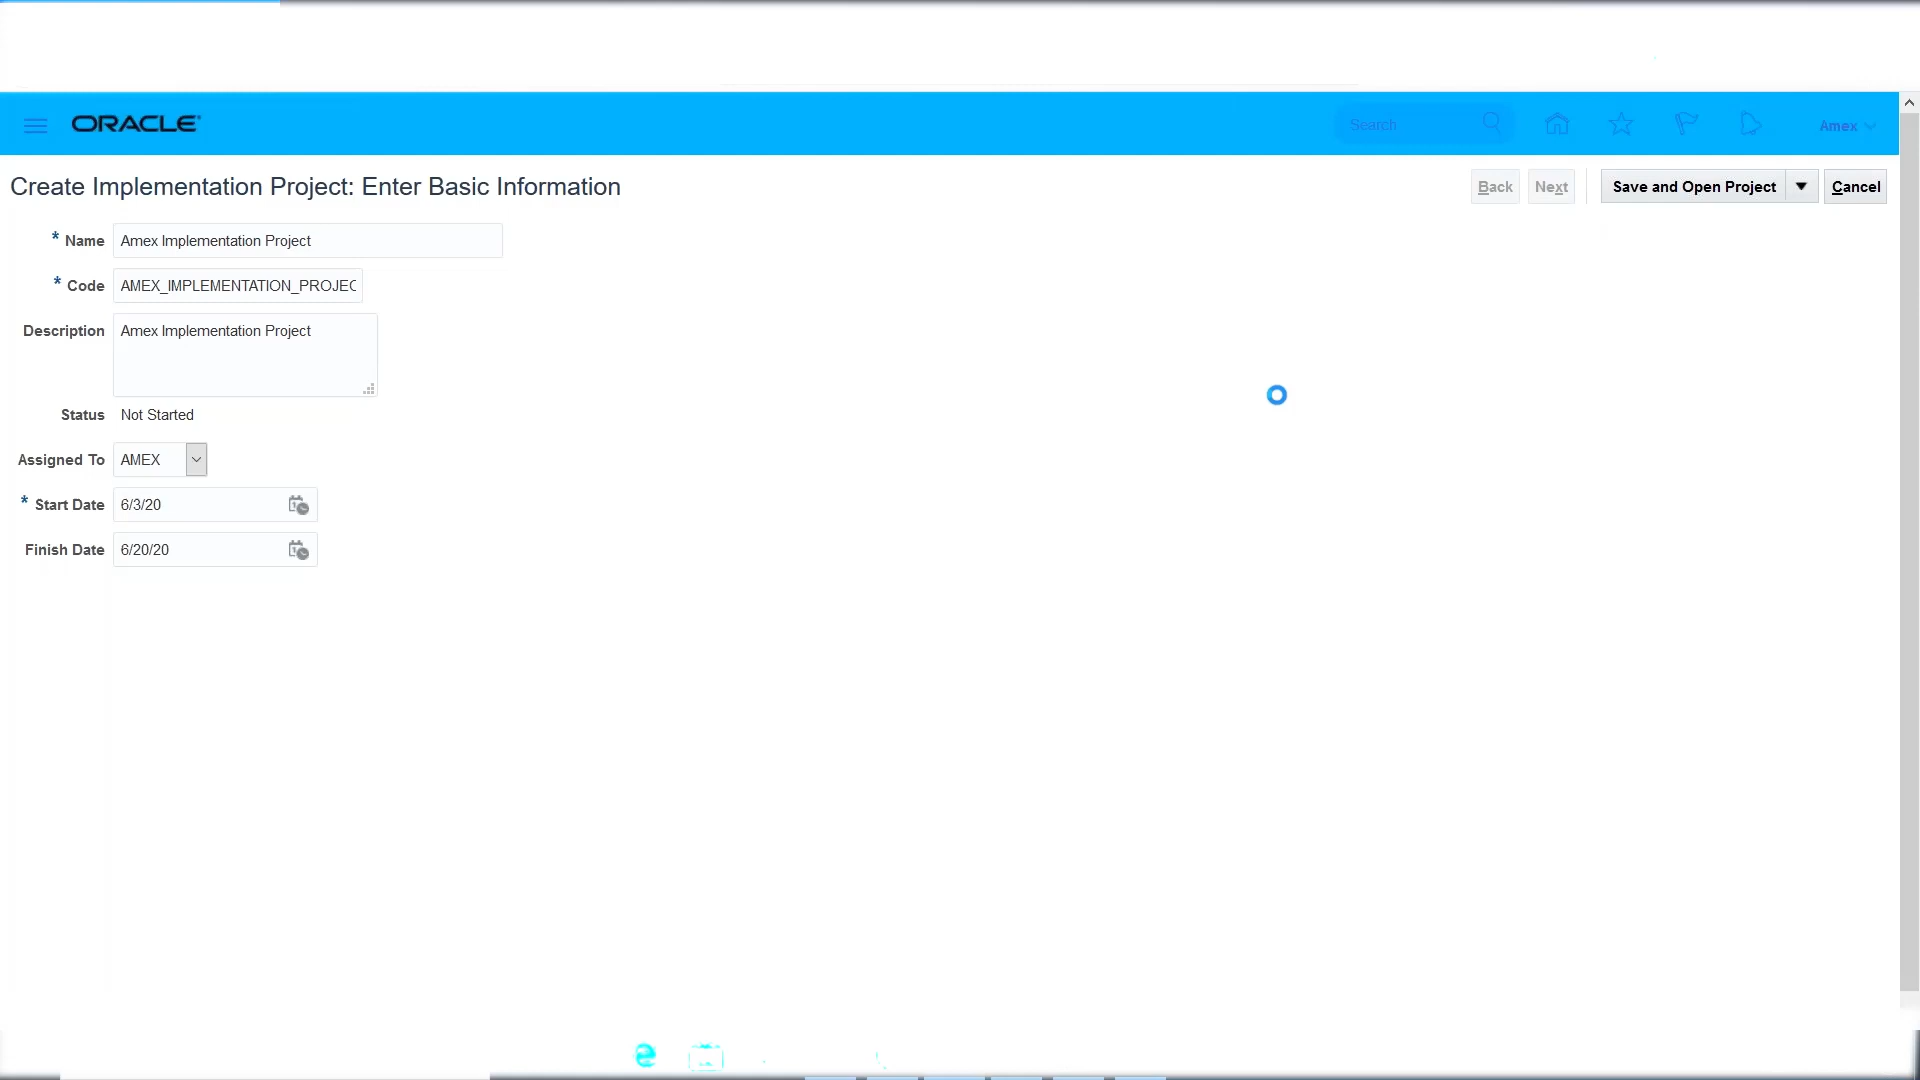 ORACLE
Search
Amex
Create Implementation Project: Enter Basic Information
Back
Next
Save and Open Project
Cancel
* Name Amex Implementation Project
* Code AMEX_IMPLEMENTATION_PROJEC
Description Amex Implementation Project
Status Not Started
Assigned To AMEX
* Start Date 6/3/20
Finish Date 6/20/20